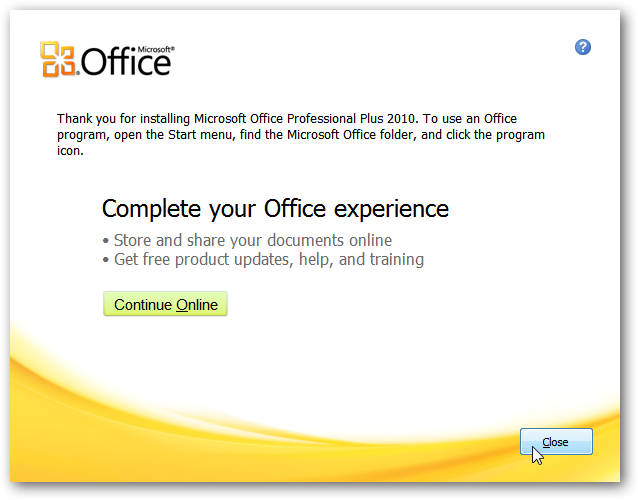 Microsoft®
Office
?
Thank you for installing Microsoft Office Professional Plus 2010. To use an Office
program, open the Start menu, find the Microsoft Office folder, and click the program
icon.
Complete your Office experience
• Store and share your documents online
• Get free product updates, help, and training
Continue Online
Close